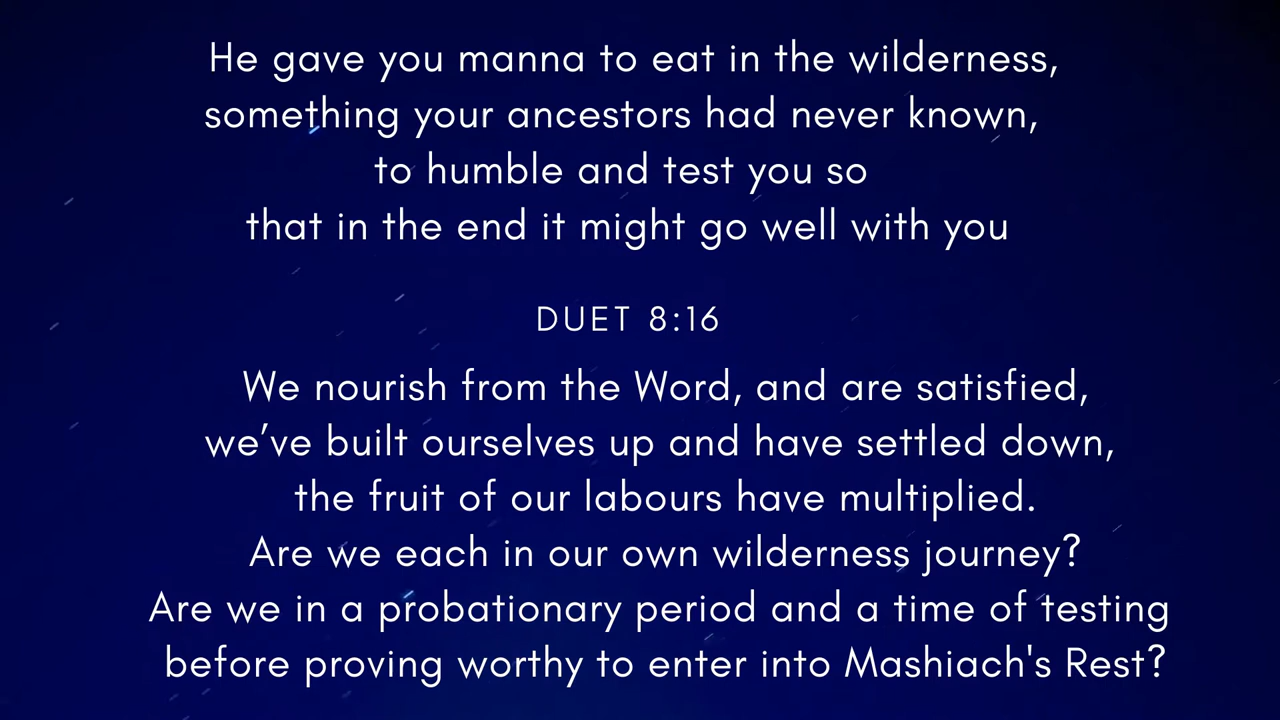 He gave you manna to eat in the wilderness,
something your ancestors had never known,
to humble and test you so
that in the end it might go well with you
DUET 8:16
We nourish from the Word, and are satisfied,
we’ve built ourselves up and have settled down,
the fruit of our labours have multiplied.
Are we each in our own wilderness journey?
Are we in a probationary period and a time of testing
before proving worthy to enter into Mashiach's Rest?